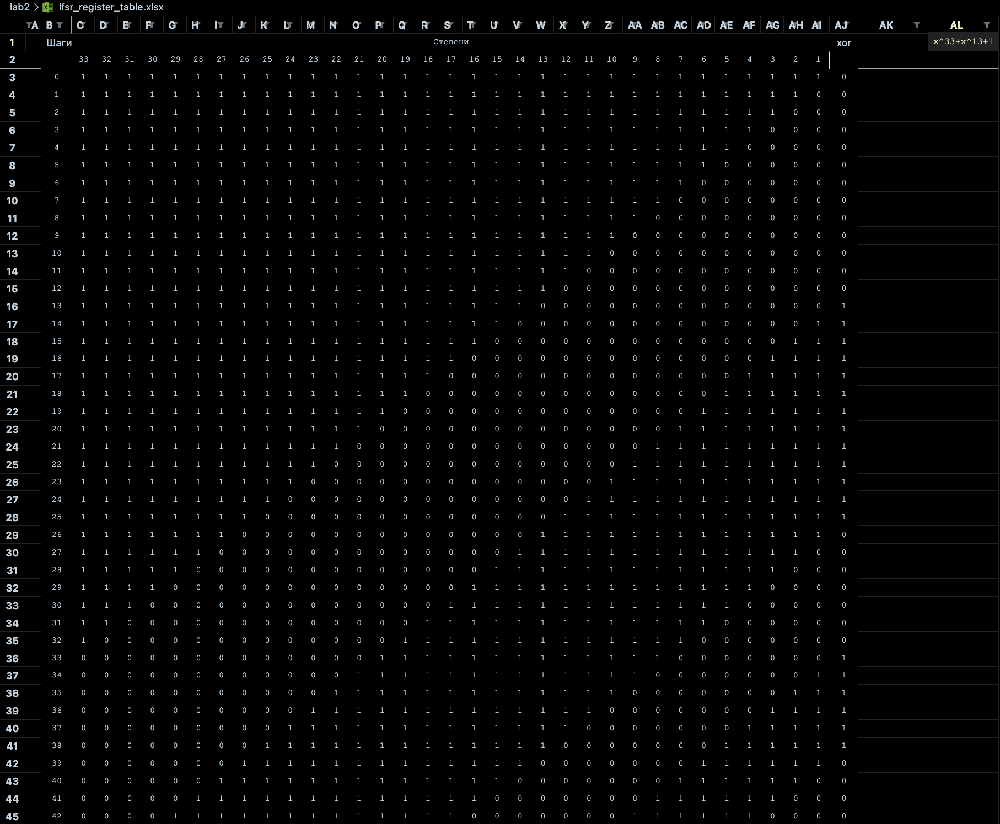 lab2 > lfsr_register_table.xlsx
A B C D E F G H I J K L M N O P Q R S T U V W X Y Z AA AB AC AD AE AF AG AH AI AJ AK AL
1 Шаги Степени xor x^33+x^13+1
2 33 32 31 30 29 28 27 26 25 24 23 22 21 20 19 18 17 16 15 14 13 12 11 10 9 8 7 6 5 4 3 2 1
3 0 1 1 1 1 1 1 1 1 1 1 1 1 1 1 1 1 1 1 1 1 1 1 1 1 1 1 1 1 1 1 1 1 1 0
4 1 1 1 1 1 1 1 1 1 1 1 1 1 1 1 1 1 1 1 1 1 1 1 1 1 1 1 1 1 1 1 1 1 0 0
5 2 1 1 1 1 1 1 1 1 1 1 1 1 1 1 1 1 1 1 1 1 1 1 1 1 1 1 1 1 1 1 1 0 0 0
6 3 1 1 1 1 1 1 1 1 1 1 1 1 1 1 1 1 1 1 1 1 1 1 1 1 1 1 1 1 1 1 0 0 0 0
7 4 1 1 1 1 1 1 1 1 1 1 1 1 1 1 1 1 1 1 1 1 1 1 1 1 1 1 1 1 1 0 0 0 0 0
8 5 1 1 1 1 1 1 1 1 1 1 1 1 1 1 1 1 1 1 1 1 1 1 1 1 1 1 1 1 0 0 0 0 0 0
9 6 1 1 1 1 1 1 1 1 1 1 1 1 1 1 1 1 1 1 1 1 1 1 1 1 1 1 1 0 0 0 0 0 0 0
10 7 1 1 1 1 1 1 1 1 1 1 1 1 1 1 1 1 1 1 1 1 1 1 1 1 1 1 0 0 0 0 0 0 0 0
11 8 1 1 1 1 1 1 1 1 1 1 1 1 1 1 1 1 1 1 1 1 1 1 1 1 1 0 0 0 0 0 0 0 0 0
12 9 1 1 1 1 1 1 1 1 1 1 1 1 1 1 1 1 1 1 1 1 1 1 1 1 0 0 0 0 0 0 0 0 0 0
13 10 1 1 1 1 1 1 1 1 1 1 1 1 1 1 1 1 1 1 1 1 1 1 1 0 0 0 0 0 0 0 0 0 0 0
14 11 1 1 1 1 1 1 1 1 1 1 1 1 1 1 1 1 1 1 1 1 1 1 0 0 0 0 0 0 0 0 0 0 0 0
15 12 1 1 1 1 1 1 1 1 1 1 1 1 1 1 1 1 1 1 1 1 1 0 0 0 0 0 0 0 0 0 0 0 0 0
16 13 1 1 1 1 1 1 1 1 1 1 1 1 1 1 1 1 1 1 1 1 0 0 0 0 0 0 0 0 0 0 0 0 0 1
17 14 1 1 1 1 1 1 1 1 1 1 1 1 1 1 1 1 1 1 1 0 0 0 0 0 0 0 0 0 0 0 0 0 1 1
18 15 1 1 1 1 1 1 1 1 1 1 1 1 1 1 1 1 1 1 0 0 0 0 0 0 0 0 0 0 0 0 0 1 1 1
19 16 1 1 1 1 1 1 1 1 1 1 1 1 1 1 1 1 1 0 0 0 0 0 0 0 0 0 0 0 0 0 1 1 1 1
20 17 1 1 1 1 1 1 1 1 1 1 1 1 1 1 1 1 0 0 0 0 0 0 0 0 0 0 0 0 0 1 1 1 1 1
21 18 1 1 1 1 1 1 1 1 1 1 1 1 1 1 1 0 0 0 0 0 0 0 0 0 0 0 0 0 1 1 1 1 1 1
22 19 1 1 1 1 1 1 1 1 1 1 1 1 1 1 0 0 0 0 0 0 0 0 0 0 0 0 0 1 1 1 1 1 1 1
23 20 1 1 1 1 1 1 1 1 1 1 1 1 1 0 0 0 0 0 0 0 0 0 0 0 0 0 1 1 1 1 1 1 1 1
24 21 1 1 1 1 1 1 1 1 1 1 1 1 0 0 0 0 0 0 0 0 0 0 0 0 0 1 1 1 1 1 1 1 1 1
25 22 1 1 1 1 1 1 1 1 1 1 1 0 0 0 0 0 0 0 0 0 0 0 0 0 1 1 1 1 1 1 1 1 1 1
26 23 1 1 1 1 1 1 1 1 1 1 0 0 0 0 0 0 0 0 0 0 0 0 0 1 1 1 1 1 1 1 1 1 1 1
27 24 1 1 1 1 1 1 1 1 1 0 0 0 0 0 0 0 0 0 0 0 0 0 1 1 1 1 1 1 1 1 1 1 1 1
28 25 1 1 1 1 1 1 1 1 0 0 0 0 0 0 0 0 0 0 0 0 0 1 1 1 1 1 1 1 1 1 1 1 1 1
29 26 1 1 1 1 1 1 1 0 0 0 0 0 0 0 0 0 0 0 0 0 1 1 1 1 1 1 1 1 1 1 1 1 1 0
30 27 1 1 1 1 1 1 0 0 0 0 0 0 0 0 0 0 0 0 0 1 1 1 1 1 1 1 1 1 1 1 1 1 0 0
31 28 1 1 1 1 1 0 0 0 0 0 0 0 0 0 0 0 0 0 1 1 1 1 1 1 1 1 1 1 1 1 1 0 0 0
32 29 1 1 1 1 0 0 0 0 0 0 0 0 0 0 0 0 0 1 1 1 1 1 1 1 1 1 1 1 1 1 0 0 0 0
33 30 1 1 1 0 0 0 0 0 0 0 0 0 0 0 0 0 1 1 1 1 1 1 1 1 1 1 1 1 1 0 0 0 0 0
34 31 1 1 0 0 0 0 0 0 0 0 0 0 0 0 0 1 1 1 1 1 1 1 1 1 1 1 1 1 0 0 0 0 0 0
35 32 1 0 0 0 0 0 0 0 0 0 0 0 0 0 1 1 1 1 1 1 1 1 1 1 1 1 1 0 0 0 0 0 0 0
36 33 0 0 0 0 0 0 0 0 0 0 0 0 0 1 1 1 1 1 1 1 1 1 1 1 1 1 0 0 0 0 0 0 0 1
37 34 0 0 0 0 0 0 0 0 0 0 0 0 1 1 1 1 1 1 1 1 1 1 1 1 1 0 0 0 0 0 0 0 1 1
38 35 0 0 0 0 0 0 0 0 0 0 0 1 1 1 1 1 1 1 1 1 1 1 1 1 0 0 0 0 0 0 0 1 1 1
39 36 0 0 0 0 0 0 0 0 0 0 1 1 1 1 1 1 1 1 1 1 1 1 1 0 0 0 0 0 0 0 1 1 1 1
40 37 0 0 0 0 0 0 0 0 0 1 1 1 1 1 1 1 1 1 1 1 1 1 0 0 0 0 0 0 0 1 1 1 1 1
41 38 0 0 0 0 0 0 0 0 1 1 1 1 1 1 1 1 1 1 1 1 1 0 0 0 0 0 0 0 1 1 1 1 1 1
42 39 0 0 0 0 0 0 0 1 1 1 1 1 1 1 1 1 1 1 1 1 0 0 0 0 0 0 0 1 1 1 1 1 1 0
43 40 0 0 0 0 0 0 1 1 1 1 1 1 1 1 1 1 1 1 1 0 0 0 0 0 0 0 1 1 1 1 1 1 0 0
44 41 0 0 0 0 0 1 1 1 1 1 1 1 1 1 1 1 1 1 0 0 0 0 0 0 0 1 1 1 1 1 1 0 0 0
45 42 0 0 0 0 1 1 1 1 1 1 1 1 1 1 1 1 1 0 0 0 0 0 0 0 1 1 1 1 1 1 0 0 0 0